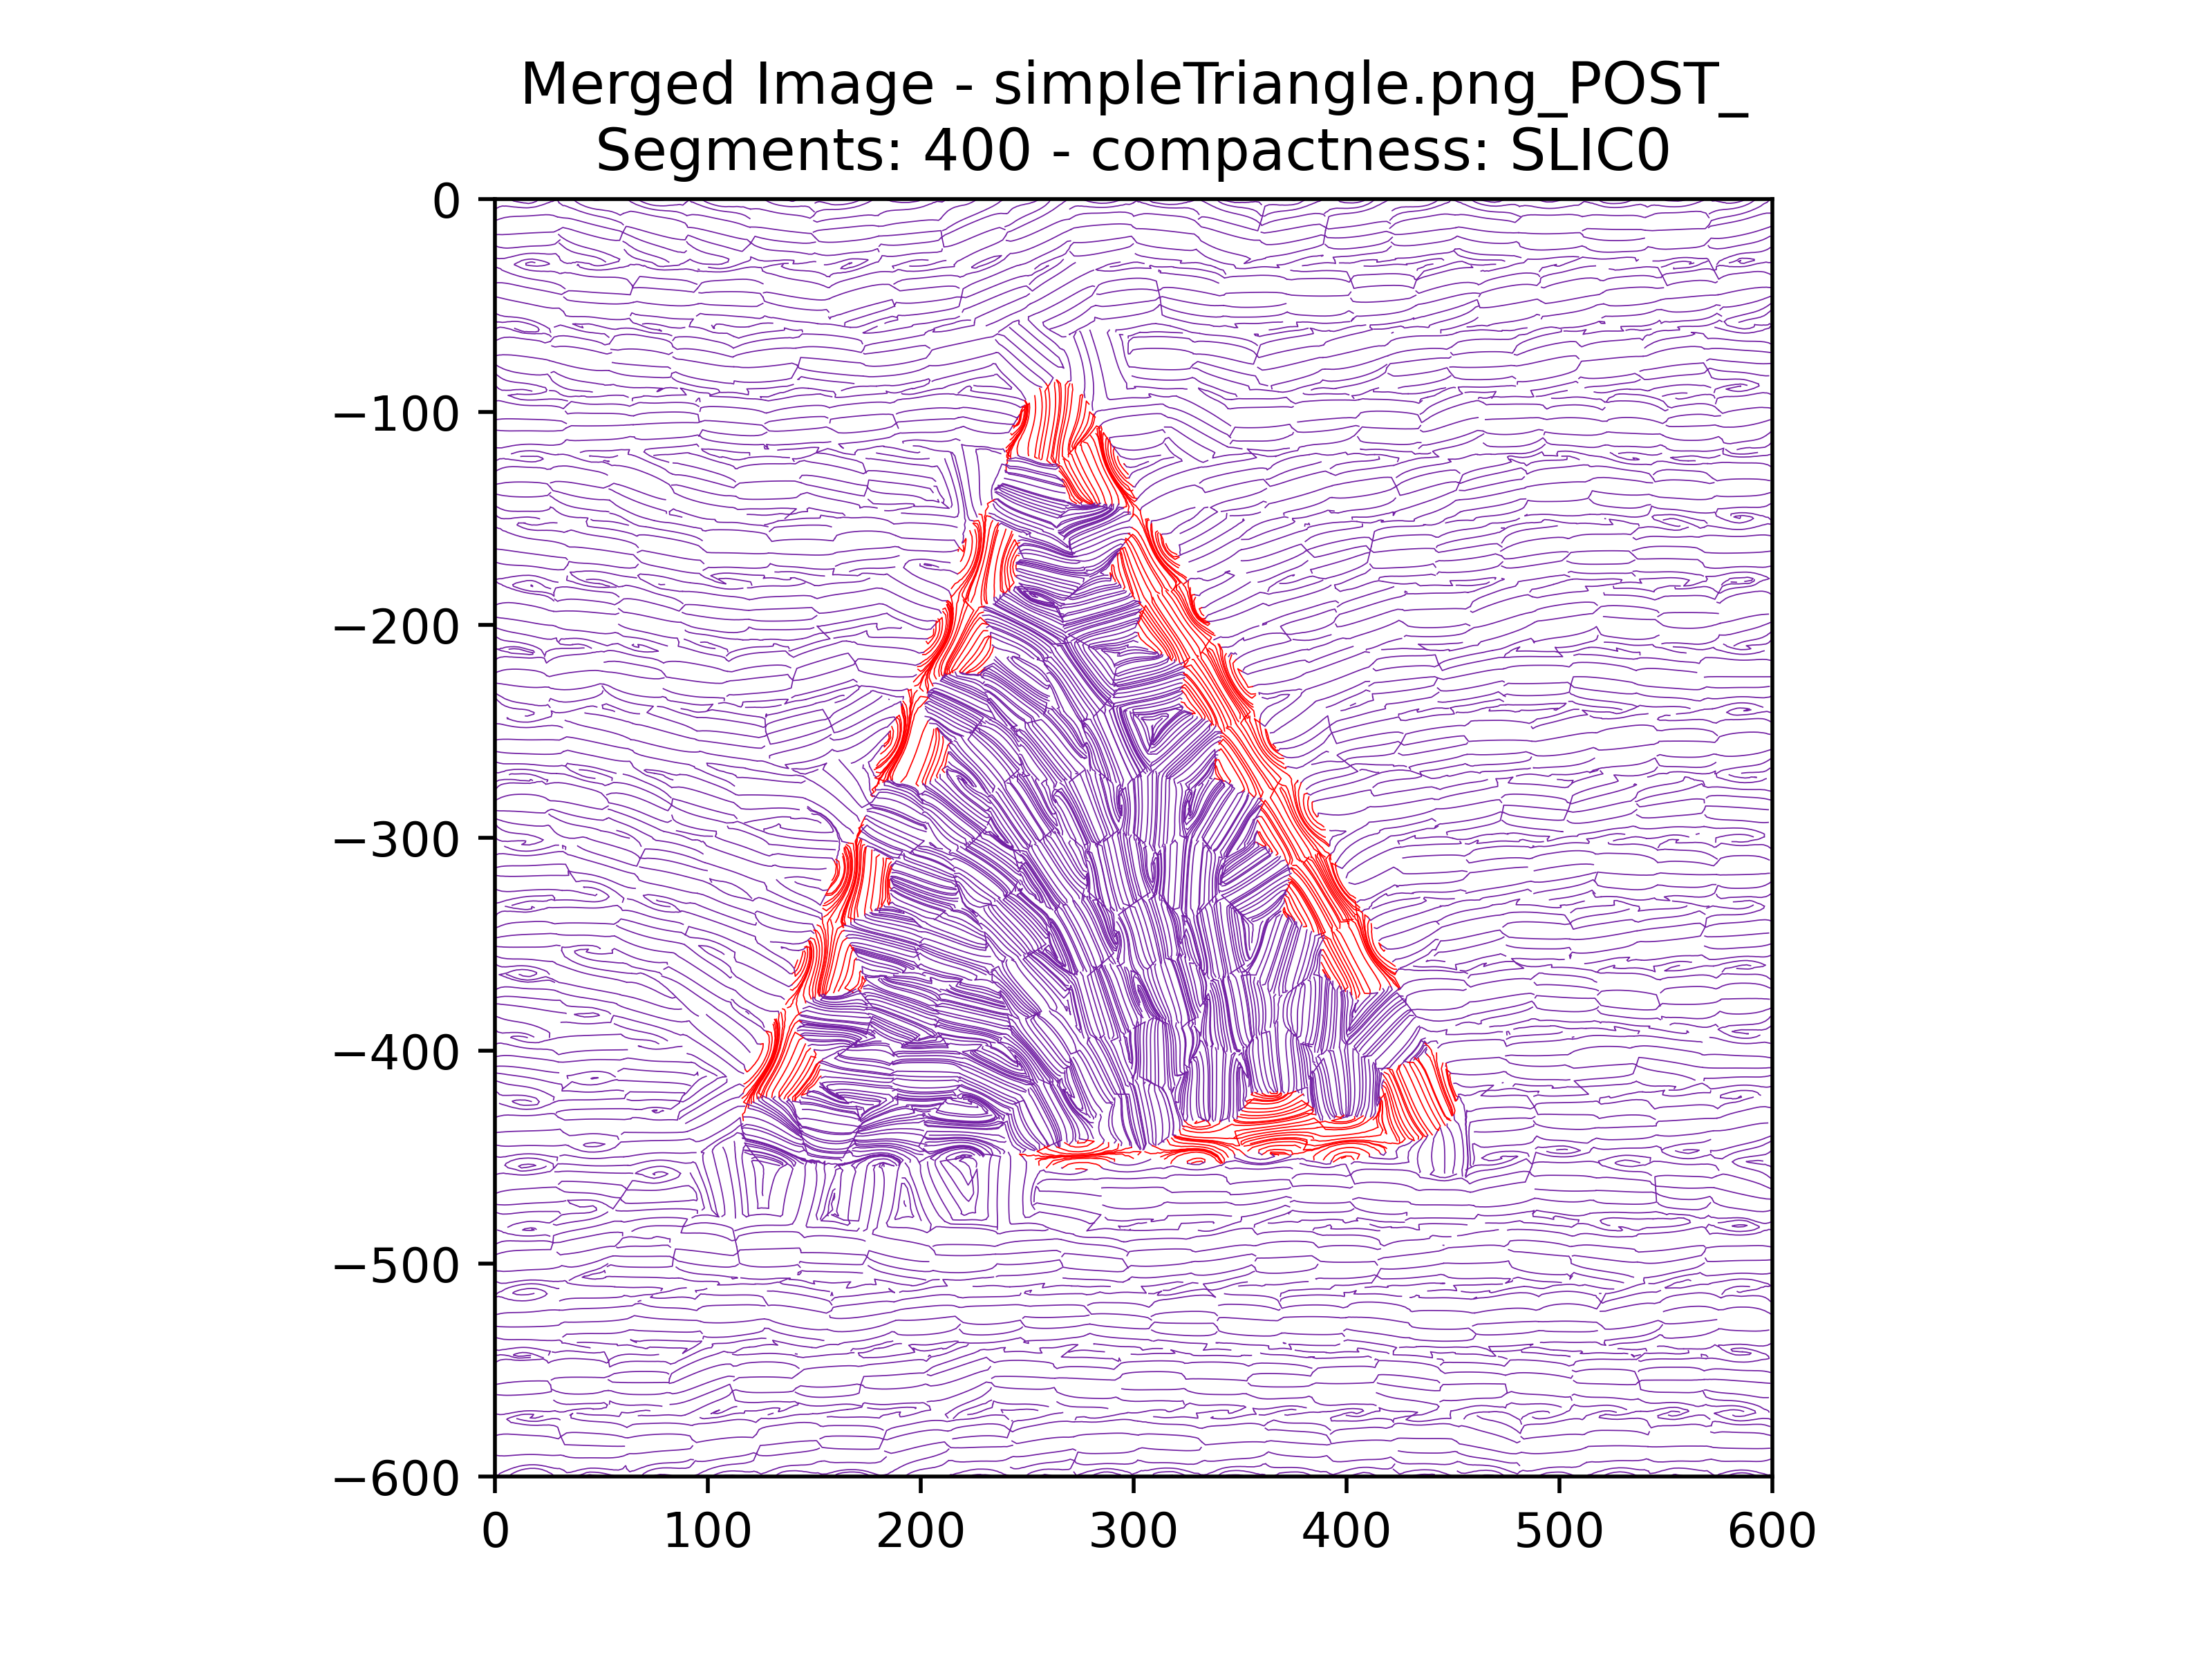 Merged Image - simpleTriangle.png_POST_
Segments: 400 - compactness: SLIC0
0
−100
−200
−300
−400
−500
−600
0 100 200 300 400 500 600